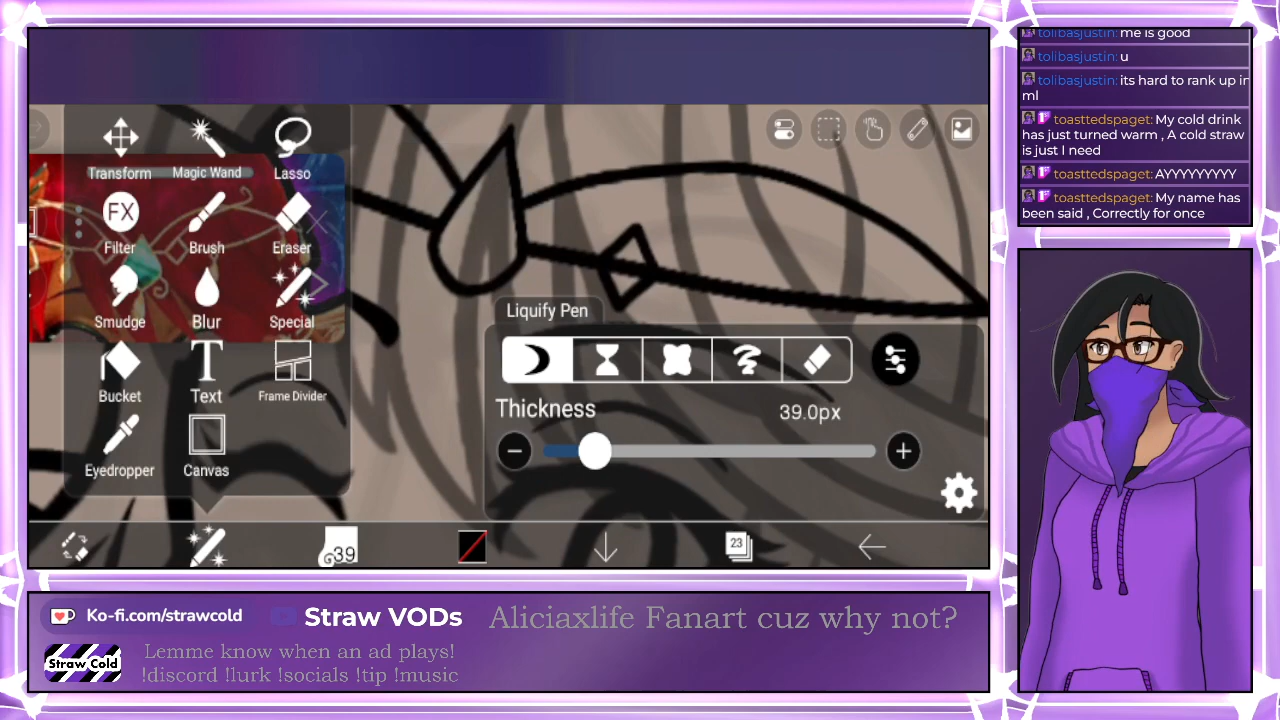 Transform Magic Wand Lasso
FX
Filter Brush Eraser
Smudge Blur Special
T
Bucket Text Frame Divider
Eyedropper Canvas
Liquify Pen
Thickness 39.0px
39
23
tolibasjustin: me is good
tolibasjustin: u
tolibasjustin: its hard to rank up in
ml
toasttedspaget: My cold drink
has just turned warm , A cold straw
is just I need
toasttedspaget: AYYYYYYYYY
toasttedspaget: My name has
been said , Correctly for once
Ko-fi.com/strawcold Straw VODs Aliciaxlife Fanart cuz why not?
Straw Cold
Lemme know when an ad plays!
!discord !lurk !socials !tip !music